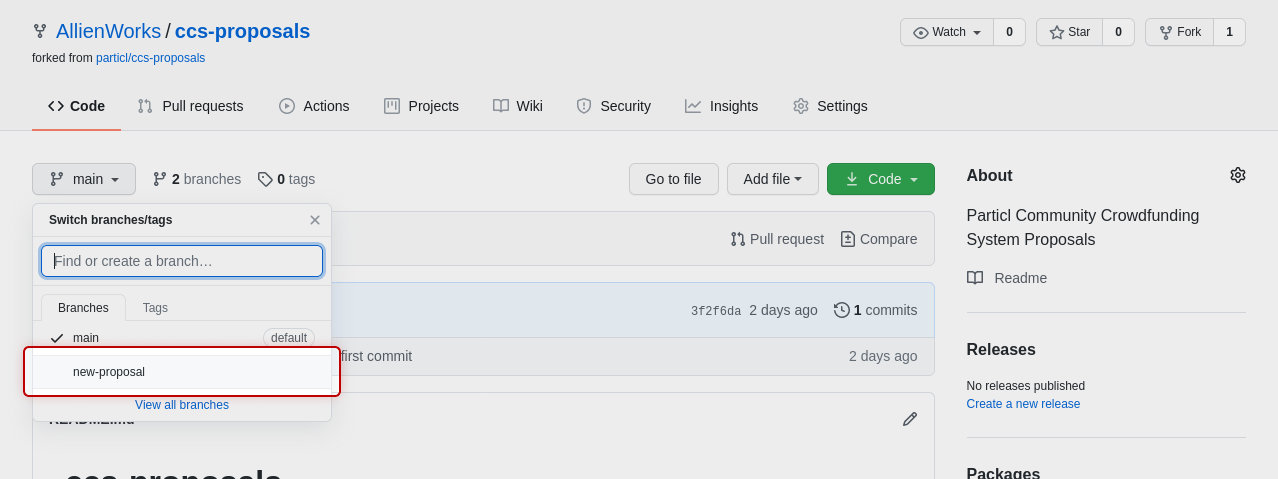 AllienWorks / ccs-proposals
Watch 0 Star 0 Fork 1
forked from particl/ccs-proposals
Code Pull requests Actions Projects Wiki Security Insights Settings
main 2 branches 0 tags Go to file Add file Code
Switch branches/tags
Find or create a branch…
Branches Tags
main default
new-proposal
View all branches
Pull request Compare
3f2f6da 2 days ago 1 commits
first commit 2 days ago
README.md
ccs-proposals
About
Particl Community Crowdfunding
System Proposals
Readme
Releases
No releases published
Create a new release
Packages